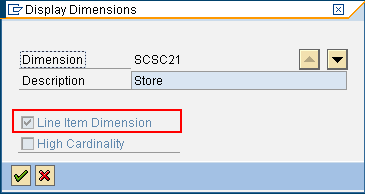 Display Dimensions
Dimension SCSC21
Description Store
Line Item Dimension
High Cardinality